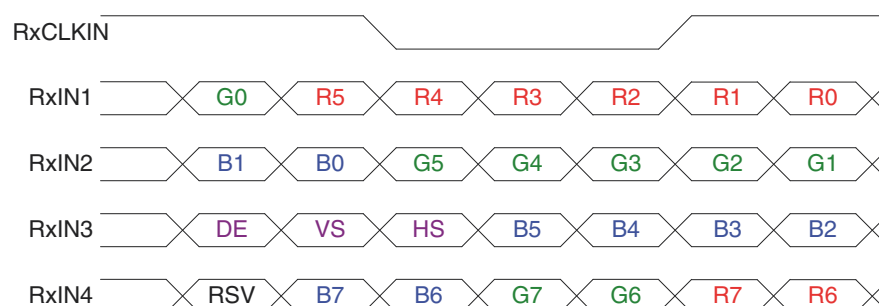 RxCLKIN
RxIN1 G0 R5 R4 R3 R2 R1 R0
RxIN2 B1 B0 G5 G4 G3 G2 G1
RxIN3 DE VS HS B5 B4 B3 B2
RxIN4 RSV B7 B6 G7 G6 R7 R6